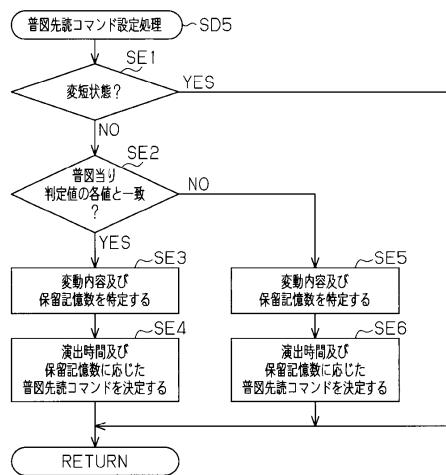 普図先読コマンド設定処理
SD5
SE1
変短状態？
YES
NO
SE2
普図当り
判定値の各値と一致
？
NO
YES
SE3
変動内容及び
保留記憶数を特定する
SE5
変動内容及び
保留記憶数を特定する
SE4
演出時間及び
保留記憶数に応じた
普図先読コマンドを決定する
SE6
演出時間及び
保留記憶数に応じた
普図先読コマンドを決定する
RETURN